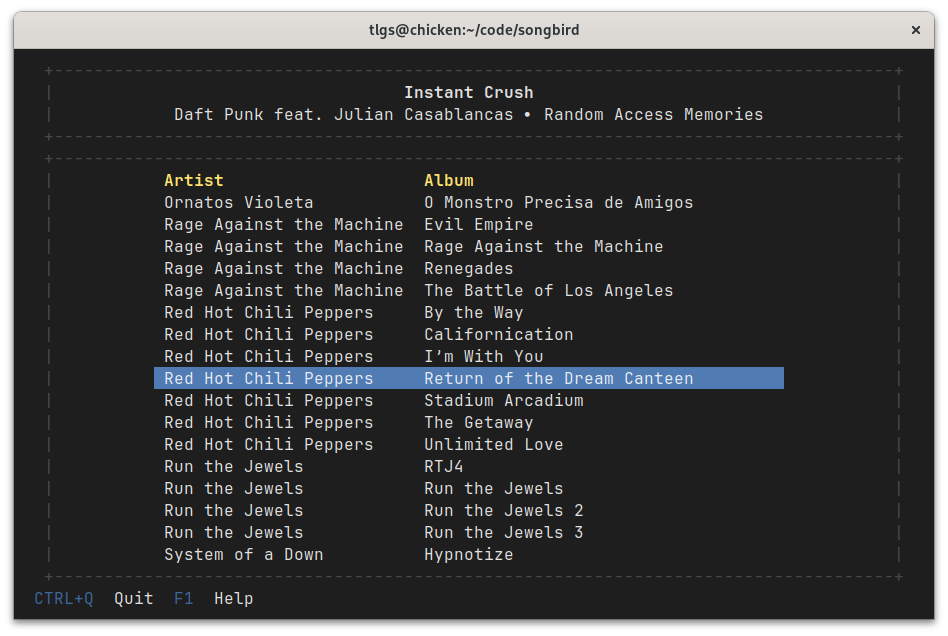 tlgs@chicken:~/code/songbird ×
Instant Crush
Daft Punk feat. Julian Casablancas • Random Access Memories
Artist Album
Ornatos Violeta O Monstro Precisa de Amigos
Rage Against the Machine Evil Empire
Rage Against the Machine Rage Against the Machine
Rage Against the Machine Renegades
Rage Against the Machine The Battle of Los Angeles
Red Hot Chili Peppers By the Way
Red Hot Chili Peppers Californication
Red Hot Chili Peppers I’m With You
Red Hot Chili Peppers Return of the Dream Canteen
Red Hot Chili Peppers Stadium Arcadium
Red Hot Chili Peppers The Getaway
Red Hot Chili Peppers Unlimited Love
Run the Jewels RTJ4
Run the Jewels Run the Jewels
Run the Jewels Run the Jewels 2
Run the Jewels Run the Jewels 3
System of a Down Hypnotize
CTRL+Q Quit F1 Help